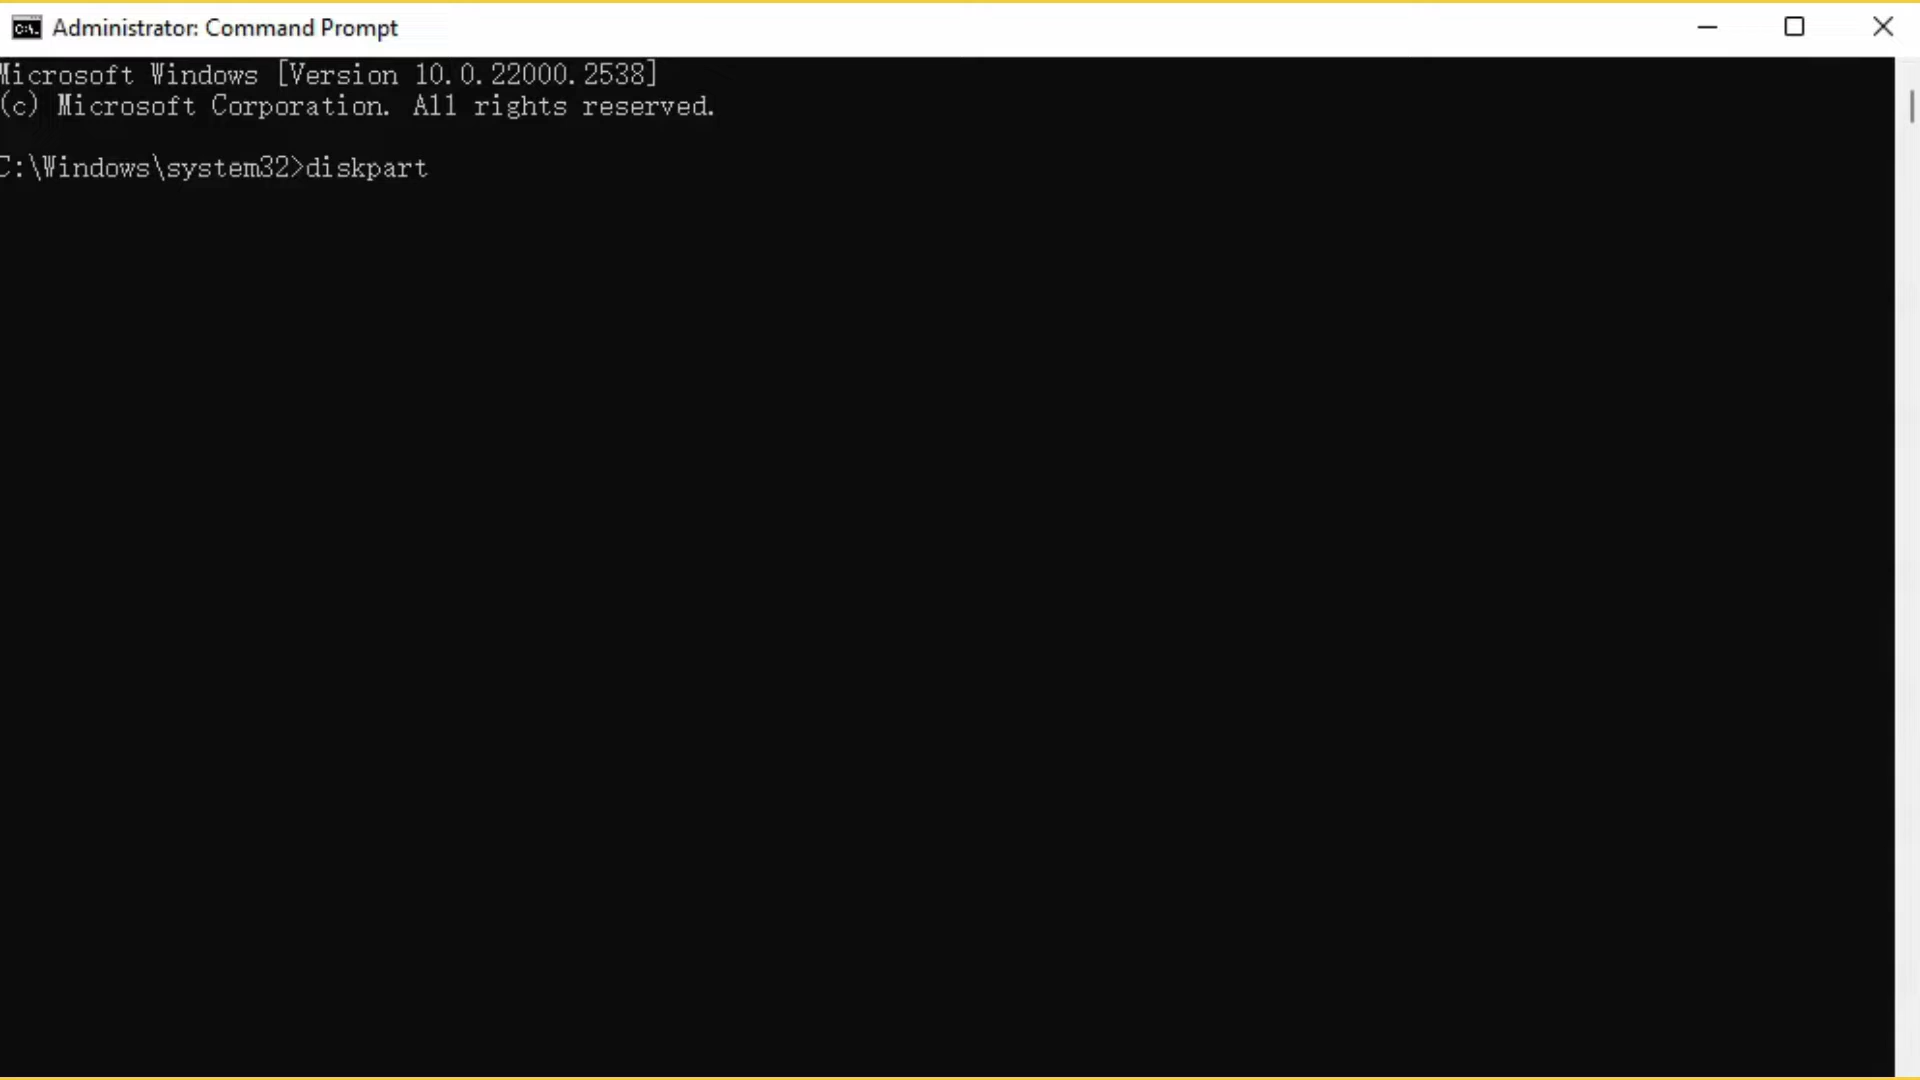 Administrator: Command Prompt
Microsoft Windows [Version 10.0.22000.2538]
(c) Microsoft Corporation. All rights reserved.
C:\Windows\system32>diskpart